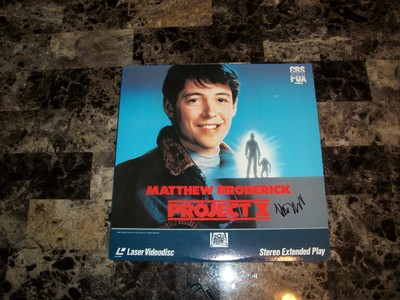 CBS
FOX
MATTHEW BRODERICK
PROJECT X
LaserVideodisc
Stereo Extended Play